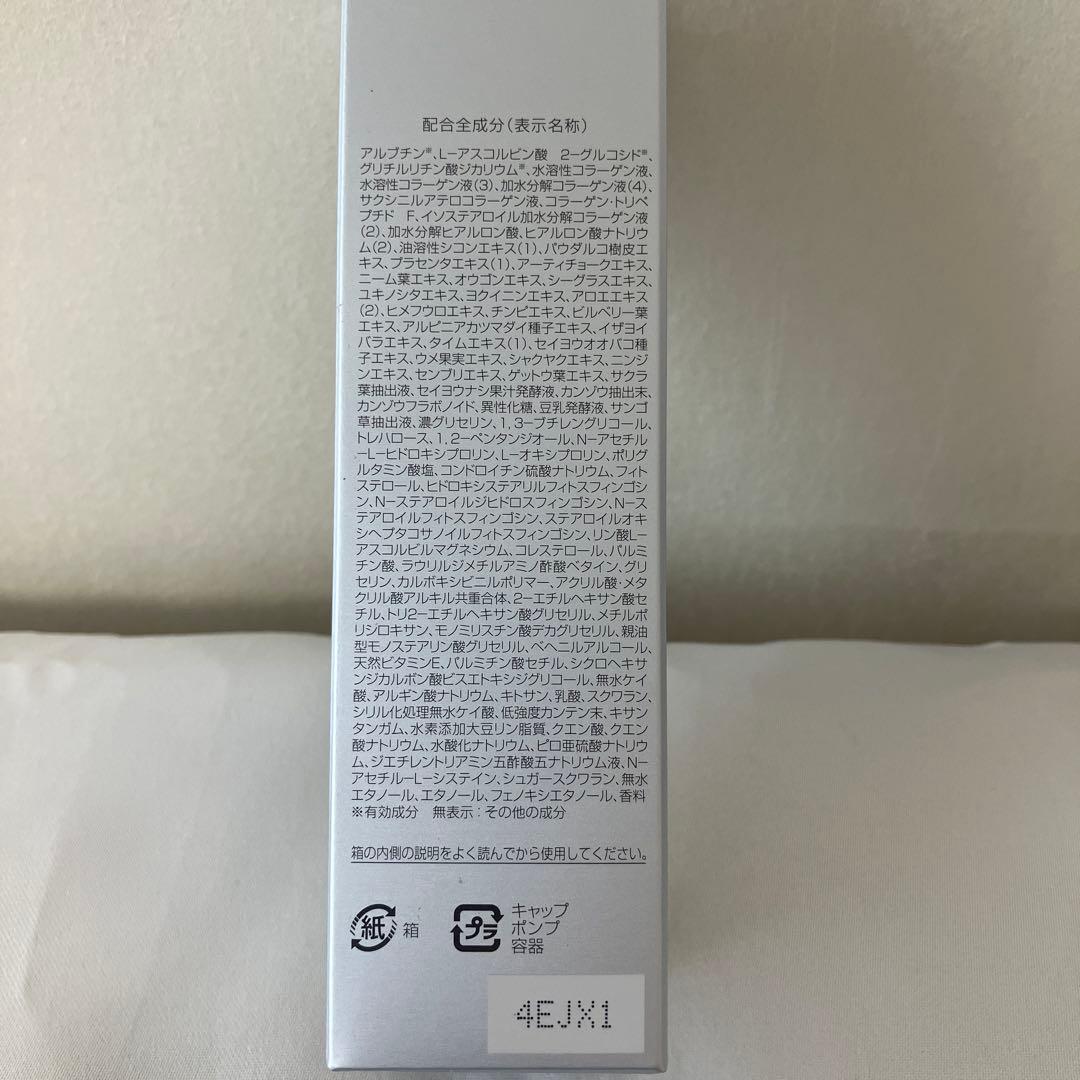 配合全成分(表示名称)
アルブチン※、L-アスコルビン酸 2-グルコシド※、
グリチルリチン酸ジカリウム※、水溶性コラーゲン液、
水溶性コラーゲン液(3)、加水分解コラーゲン液(4)、
サクシニルアテロコラーゲン液、コラーゲン・トリペ
プチド F、イソステアロイル加水分解コラーゲン液
(2)、加水分解ヒアルロン酸、ヒアルロン酸ナトリウ
ム(2)、油溶性シコンエキス(1)、パウダルコ樹皮エ
キス、プラセンタエキス(1)、アーティチョークエキス、
ニーム葉エキス、オウゴンエキス、シーグラスエキス、
ユキノシタエキス、ヨクイニンエキス、アロエエキス
(2)、ヒメフウロエキス、チンピエキス、ビルベリー葉
エキス、アルピニアカツマダイ種子エキス、イザヨイ
バラエキス、タイムエキス(1)、セイヨウオオバコ種
子エキス、ウメ果実エキス、シャクヤクエキス、ニンジ
ンエキス、センブリエキス、ゲットウ葉エキス、サクラ
葉抽出液、セイヨウナシ果汁発酵液、カンゾウ抽出末、
カンゾウフラボノイド、異性化糖、豆乳発酵液、サンゴ
草抽出液、濃グリセリン、1,3-ブチレングリコール、
トレハロース、1,2-ペンタンジオール、N-アセチル
-L-ヒドロキシプロリン、L-オキシプロリン、ポリグ
ルタミン酸塩、コンドロイチン硫酸ナトリウム、フィト
ステロール、ヒドロキシステアリルフィトスフィンゴシ
ン、N-ステアロイルジヒドロスフィンゴシン、N-ス
テアロイルフィトスフィンゴシン、ステアロイルオキ
シヘプタコサノイルフィトスフィンゴシン、リン酸L-
アスコルビルマグネシウム、コレステロール、パルミ
チン酸、ラウリルジメチルアミノ酢酸ベタイン、グリ
セリン、カルボキシビニルポリマー、アクリル酸・メタ
クリル酸アルキル共重合体、2-エチルヘキサン酸セ
チル、トリ2-エチルヘキサン酸グリセリル、メチルポ
リシロキサン、モノミリスチン酸デカグリセリル、親油
型モノステアリン酸グリセリル、ベヘニルアルコール、
天然ビタミンE、パルミチン酸セチル、シクロヘキサ
ンジカルボン酸ビスエトキシジグリコール、無水ケイ
酸、アルギン酸ナトリウム、キトサン、乳酸、スクワラン、
シリル化処理無水ケイ酸、低強度カンテン末、キサン
タンガム、水素添加大豆リン脂質、クエン酸、クエン
酸ナトリウム、水酸化ナトリウム、ピロ亜硫酸ナトリウ
ム、ジエチレントリアミン五酢酸五ナトリウム液、N-
アセチル-L-システイン、シュガースクワラン、無水
エタノール、エタノール、フェノキシエタノール、香料
※有効成分 無表示:その他の成分
箱の内側の説明をよく読んでから使用してください。
紙 箱
プラ キャップ
ポンプ
容器
4EJX1